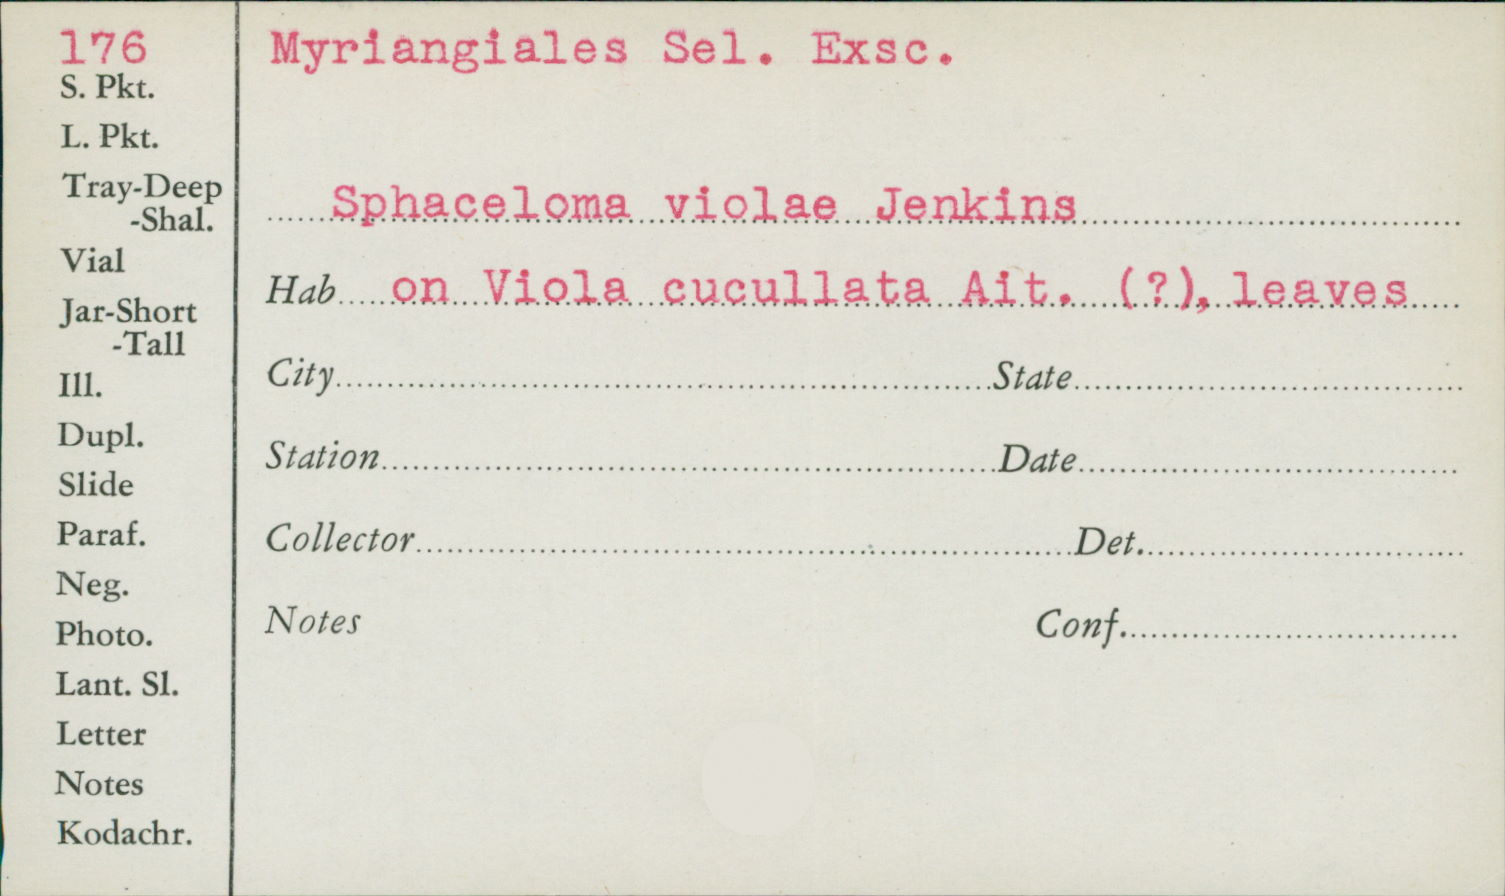 176
S. Pkt.
L. Pkt.
Tray-Deep
-Shal.
Vial
Jar-Short
-Tall
Ill.
Dupl.
Slide
Paraf.
Neg.
Photo.
Lant. Sl.
Letter
Notes
Kodachr.
Myriangiales Sel. Exsc.
Sphaceloma violae Jenkins
Hab on Viola cucullata Ait. (?), leaves
City State
Station Date
Collector Det.
Notes Conf.